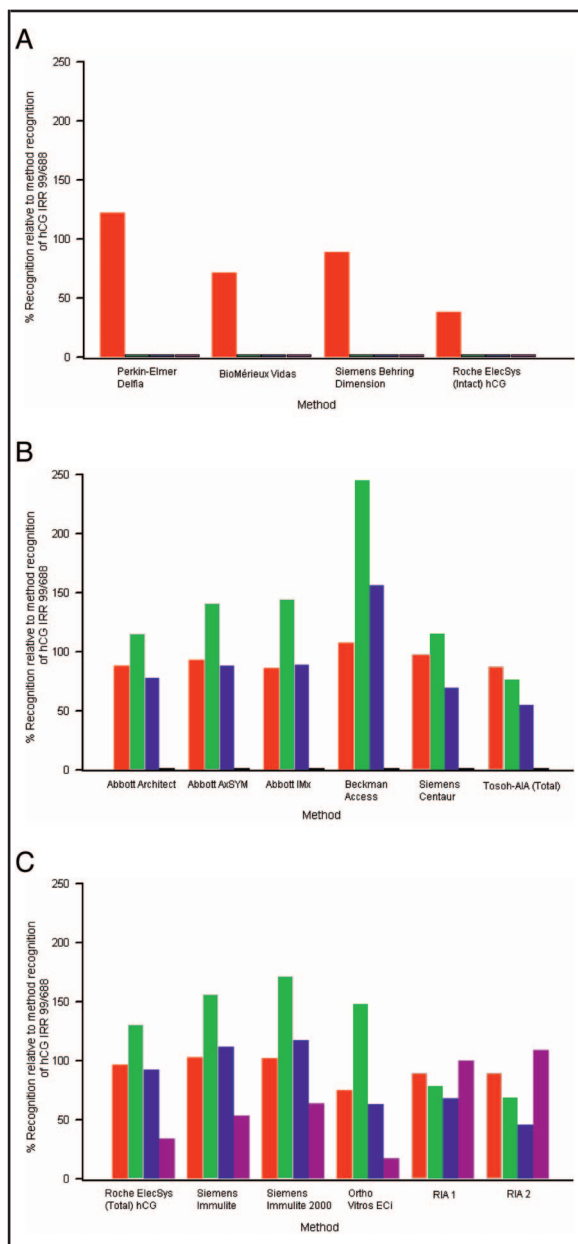 A
250
200
150
100
50
0
% Recognition relative to method recognition
of hCG IRR 99/688
Perkin-Elmer
Delfia
BioMérieux Vidas
Siemens Behring
Dimension
Roche ElecSys
(Intact) hCG
Method
B
250
200
150
100
50
0
% Recognition relative to method recognition
of hCG IRR 99/688
Abbott Architect
Abbott AxSYM
Abbott IMx
Beckman
Access
Siemens
Centaur
Tosoh-AIA (Total)
Method
C
250
200
150
100
50
0
% Recognition relative to method recognition
of hCG IRR 99/688
Roche ElecSys
(Total) hCG
Siemens
Immulite
Siemens
Immulite 2000
Ortho
Vitros ECi
RIA 1
RIA 2
Method